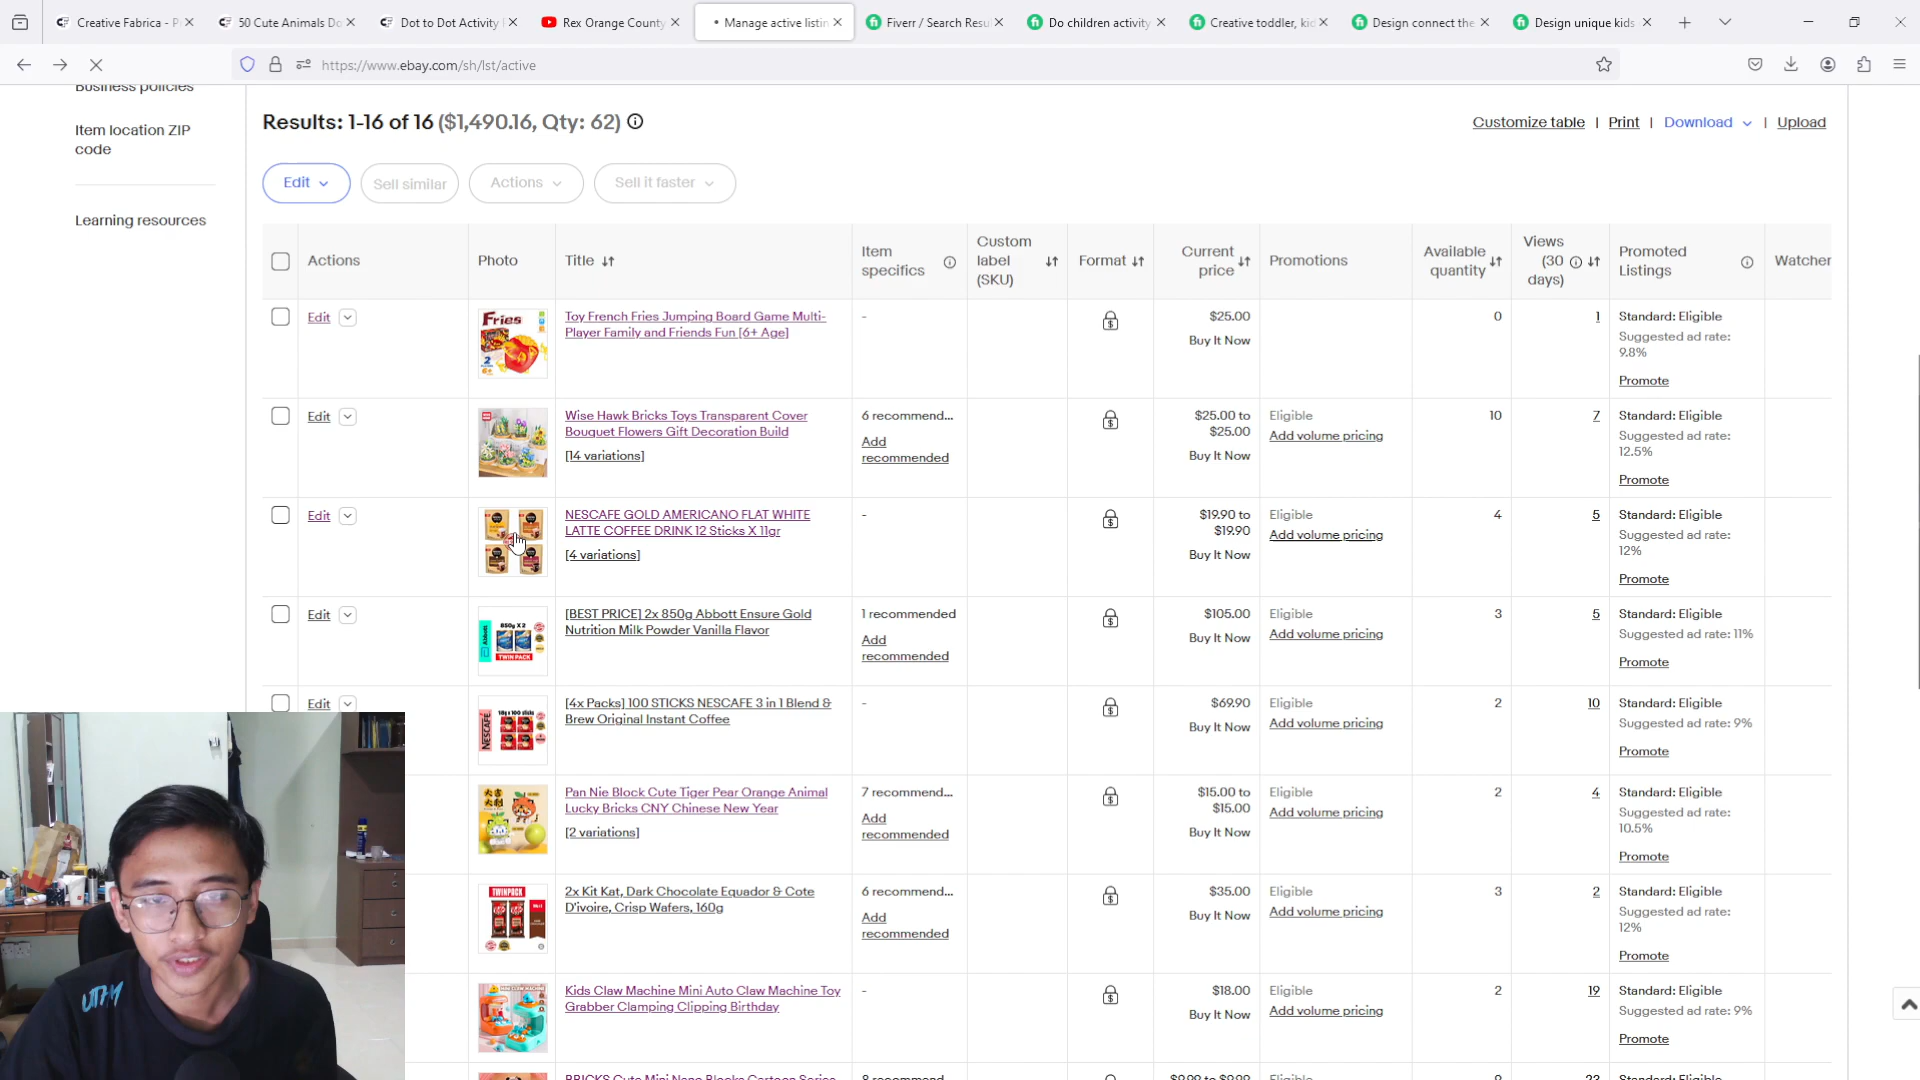 Creative Fabrica - P
50 Cute Animals Do
Dot to Dot Activity
Rex Orange County
Manage active listin
Fiverr / Search Resu
Do children activity
Creative toddler, kid
Design connect the
Design unique kids
https://www.ebay.com/sh/lst/active
Business policies
Item location ZIP
code
Learning resources
Results: 1-16 of 16 ($1,490.16, Qty: 62)
Customize table | Print | Download | Upload
Edit
Sell similar
Actions
Sell it faster
Actions
Photo
Title
Item
specifics
Custom
label
(SKU)
Format
Current
price
Promotions
Available
quantity
Views
(30
days)
Promoted
Listings
Watcher
Edit
Fries
Toy French Fries Jumping Board Game Multi-
Player Family and Friends Fun [6+ Age]
-
$25.00
Buy It Now
0
1
Standard: Eligible
Suggested ad rate:
9.8%
Promote
Edit
Wise Hawk Bricks Toys Transparent Cover
Bouquet Flowers Gift Decoration Build
[14 variations]
6 recommend...
Add
recommended
$25.00 to
$25.00
Buy It Now
Eligible
Add volume pricing
10
7
Standard: Eligible
Suggested ad rate:
12.5%
Promote
Edit
NESCAFE GOLD AMERICANO FLAT WHITE
LATTE COFFEE DRINK 12 Sticks X 11gr
[4 variations]
-
$19.90 to
$19.90
Buy It Now
Eligible
Add volume pricing
4
5
Standard: Eligible
Suggested ad rate:
12%
Promote
Edit
850g X 2
Abbott
TWIN PACK
[BEST PRICE] 2x 850g Abbott Ensure Gold
Nutrition Milk Powder Vanilla Flavor
1 recommended
Add
recommended
$105.00
Buy It Now
Eligible
Add volume pricing
3
5
Standard: Eligible
Suggested ad rate: 11%
Promote
Edit
NESCAFE
[4x Packs] 100 STICKS NESCAFE 3 in 1 Blend &
Brew Original Instant Coffee
-
$69.90
Buy It Now
Eligible
Add volume pricing
2
10
Standard: Eligible
Suggested ad rate: 9%
Promote
Pan Nie Block Cute Tiger Pear Orange Animal
Lucky Bricks CNY Chinese New Year
[2 variations]
7 recommend...
Add
recommended
$15.00 to
$15.00
Buy It Now
Eligible
Add volume pricing
2
4
Standard: Eligible
Suggested ad rate:
10.5%
Promote
TWINPACK
2x Kit Kat, Dark Chocolate Equador & Cote
D'ivoire, Crisp Wafers, 160g
6 recommend...
Add
recommended
$35.00
Buy It Now
Eligible
Add volume pricing
3
2
Standard: Eligible
Suggested ad rate:
12%
Promote
Kids Claw Machine Mini Auto Claw Machine Toy
Grabber Clamping Clipping Birthday
-
$18.00
Buy It Now
Eligible
Add volume pricing
2
19
Standard: Eligible
Suggested ad rate: 9%
Promote